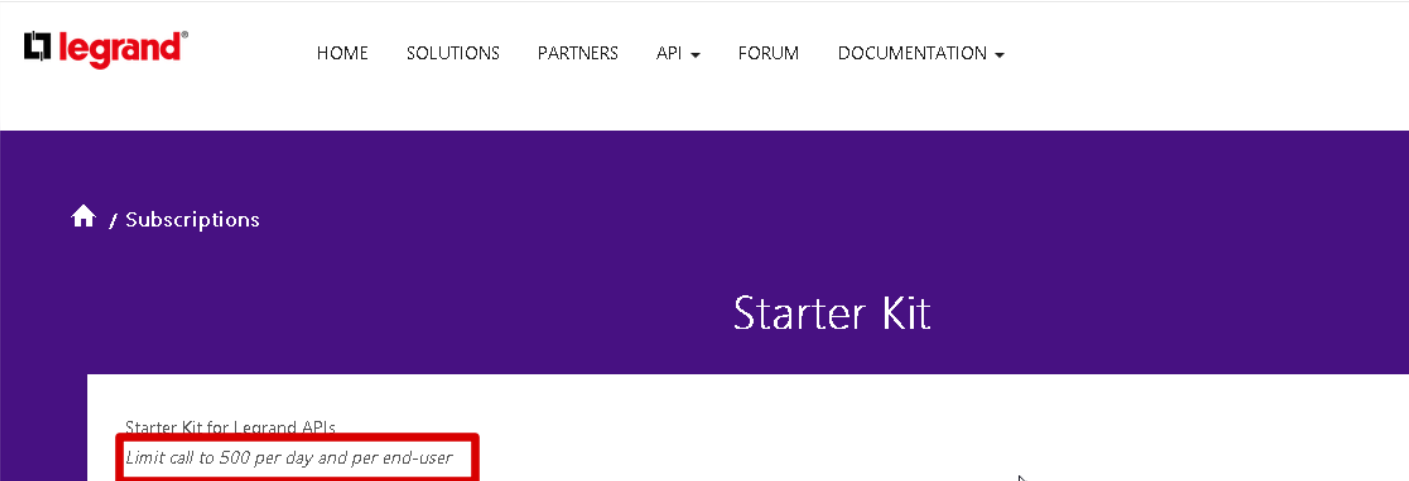 legrand®
HOME SOLUTIONS PARTNERS API FORUM DOCUMENTATION
/ Subscriptions
Starter Kit
Starter Kit for Legrand APIs
Limit call to 500 per day and per end-user